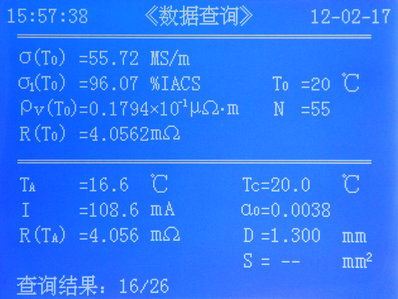 15:57:38 《数据查询》 12-02-17
σ(T₀) =55.72 MS/m
σᵢ(T₀)=96.07 %IACS T₀ =20 ℃
ρᵥ(T₀)=0.1794×10⁻¹μΩ·m N =55
R(T₀) =4.0562mΩ
Tᴀ =16.6 ℃ Tc=20.0 ℃
I =108.6 mA α₀=0.0038
R(Tᴀ) =4.056 mΩ D =1.300 mm
S = -- mm²
查询结果: 16/26